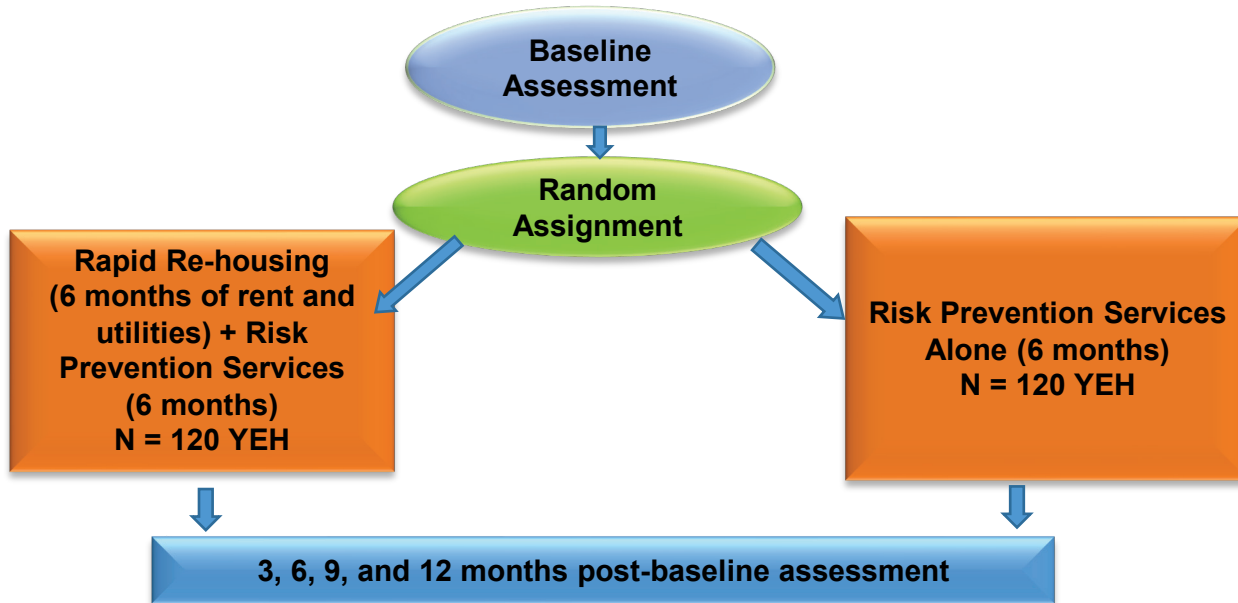 Baseline
Assessment
Random
Assignment
Rapid Re-housing
(6 months of rent and
utilities) + Risk
Prevention Services
(6 months)
N = 120 YEH
Risk Prevention Services
Alone (6 months)
N = 120 YEH
3, 6, 9, and 12 months post-baseline assessment